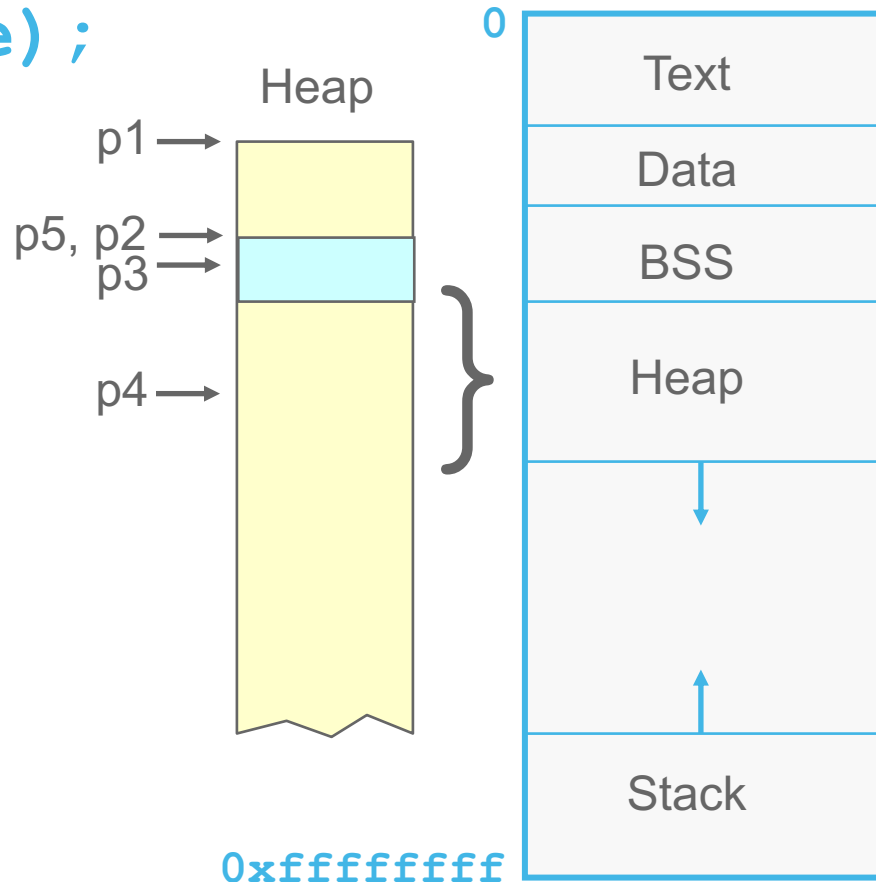 e);
0
Heap
Text
p1
Data
p5, p2
p3
BSS
p4
Heap
Stack
0xffffffff